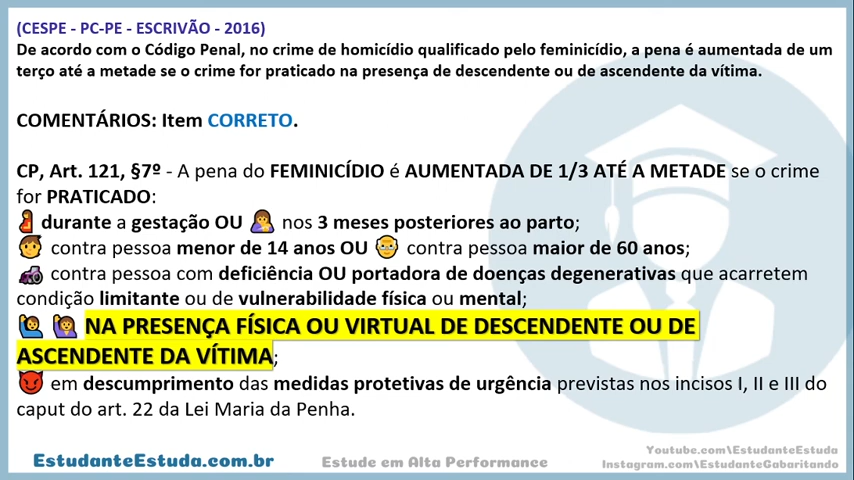 (CESPE - PC-PE - ESCRIVÃO - 2016)
De acordo com o Código Penal, no crime de homicídio qualificado pelo feminicídio, a pena é aumentada de um
terço até a metade se o crime for praticado na presença de descendente ou de ascendente da vítima.
COMENTÁRIOS: Item CORRETO.
CP, Art. 121, §7º - A pena do FEMINICÍDIO é AUMENTADA DE 1/3 ATÉ A METADE se o crime
for PRATICADO:
durante a gestação OU nos 3 meses posteriores ao parto;
contra pessoa menor de 14 anos OU contra pessoa maior de 60 anos;
contra pessoa com deficiência OU portadora de doenças degenerativas que acarretem
condição limitante ou de vulnerabilidade física ou mental;
NA PRESENÇA FÍSICA OU VIRTUAL DE DESCENDENTE OU DE
ASCENDENTE DA VÍTIMA;
em descumprimento das medidas protetivas de urgência previstas nos incisos I, II e III do
caput do art. 22 da Lei Maria da Penha.
EstudanteEstuda.com.br
Estude em Alta Performance
Youtube.com\EstudanteEstuda
Instagram.com\EstudanteGabaritando